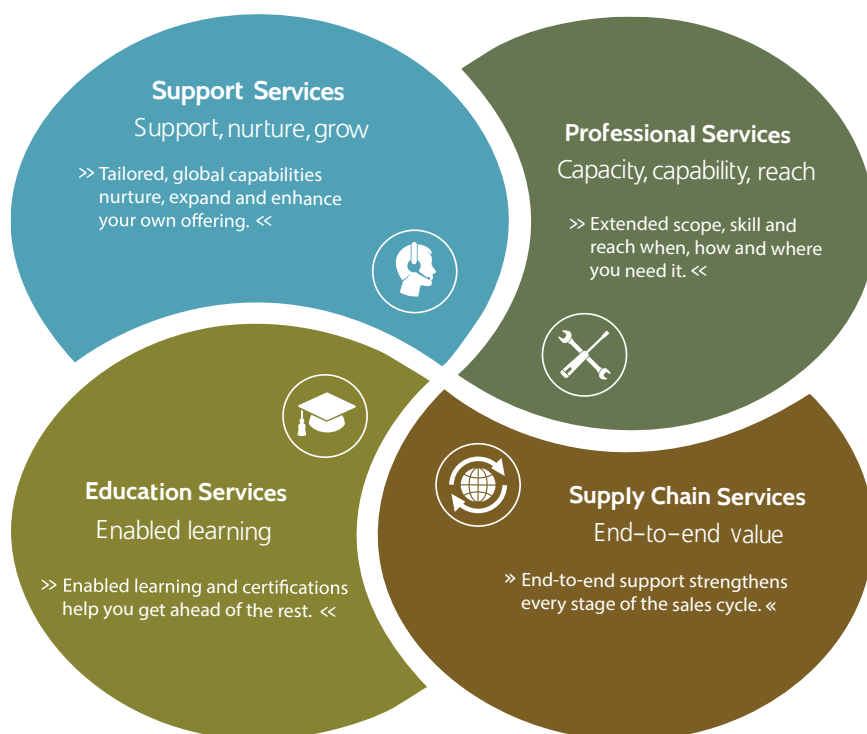 Support Services
Support, nurture, grow
>> Tailored, global capabilities
nurture, expand and enhance
your own offering. <<
Professional Services
Capacity, capability, reach
>> Extended scope, skill and
reach when, how and where
you need it. <<
Education Services
Enabled learning
>> Enabled learning and certifications
help you get ahead of the rest. <<
Supply Chain Services
End-to-end value
» End-to-end support strengthens
every stage of the sales cycle. «